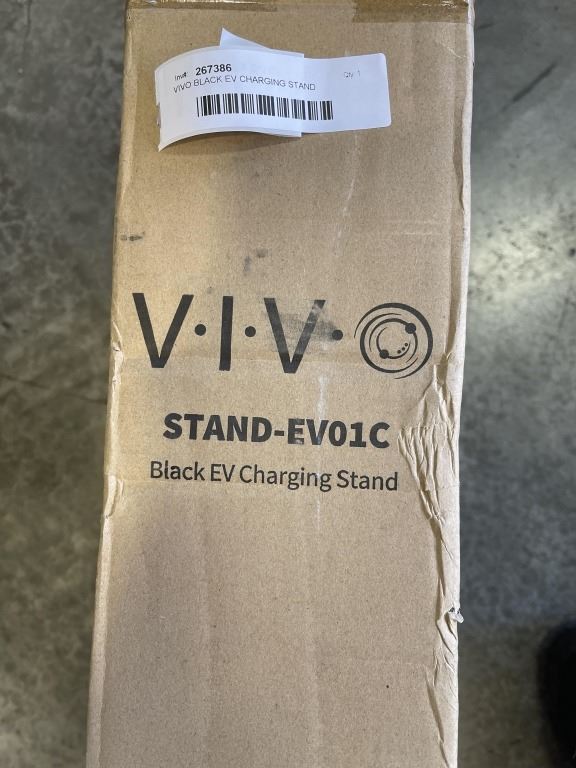 Inv#: 267386 Qty: 1
VIVO BLACK EV CHARGING STAND
V·I·V·O
STAND-EV01C
Black EV Charging Stand